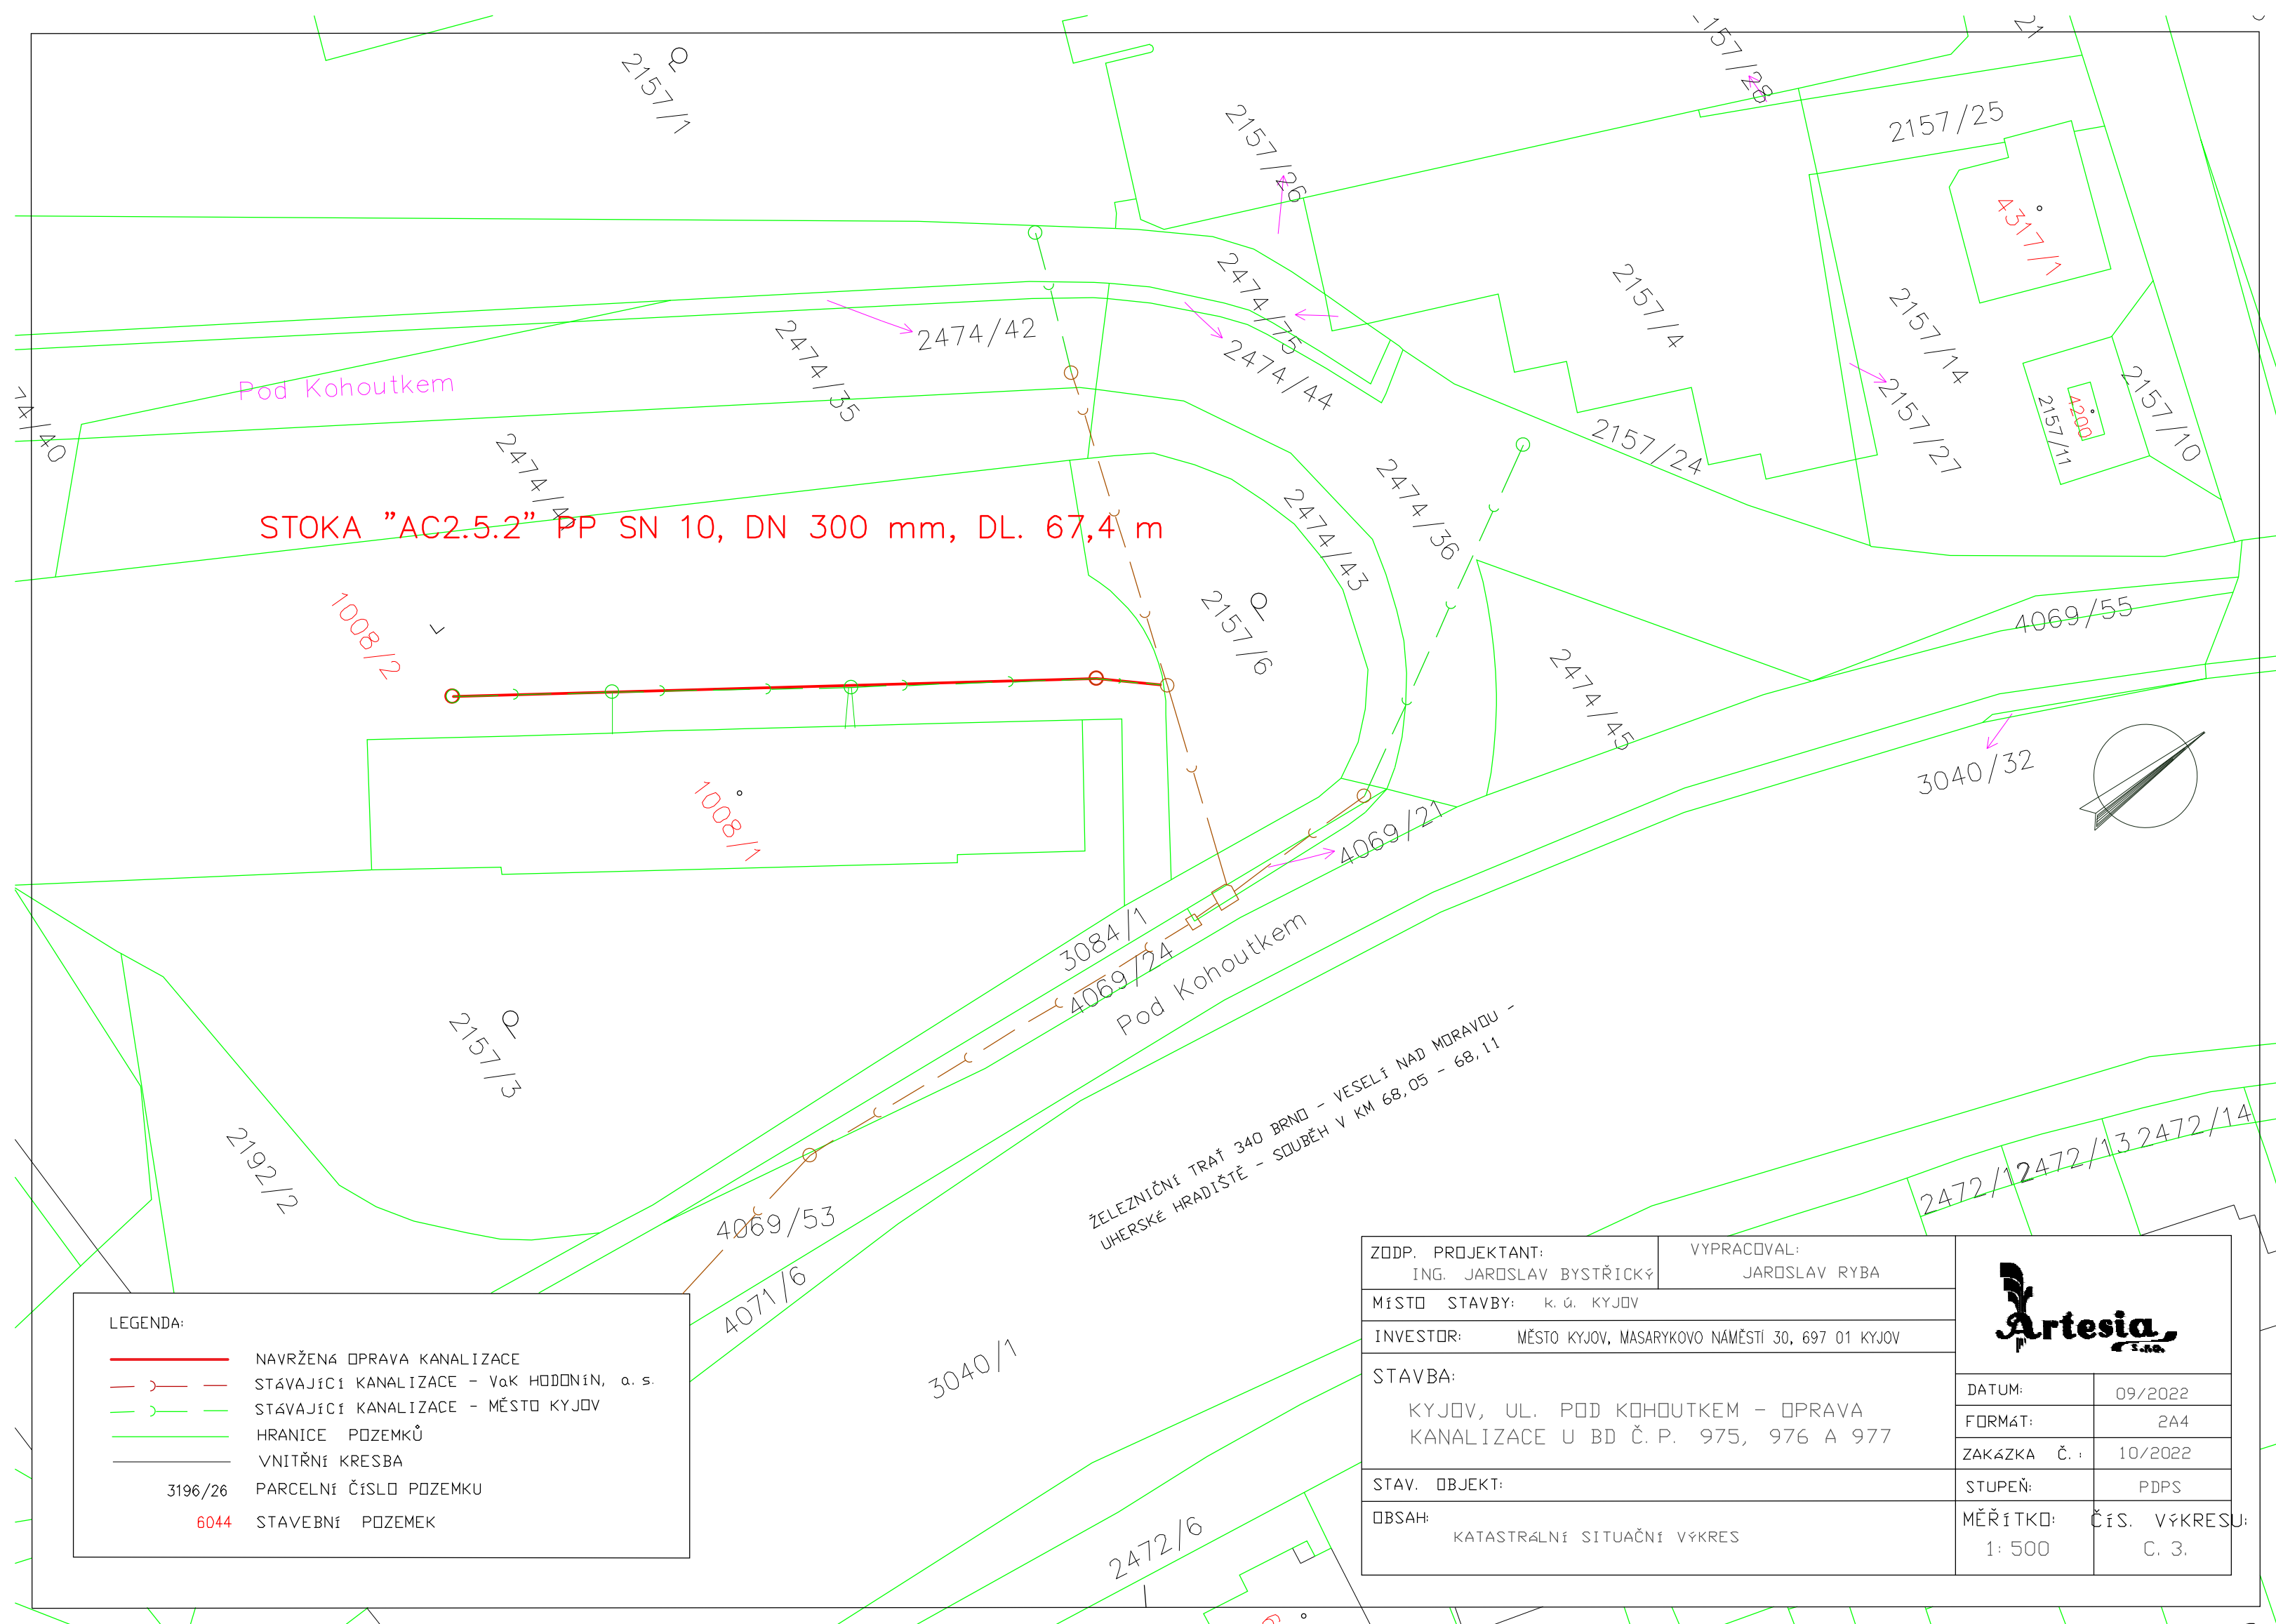 2157/1
2157/26
2157/28
21
2157/25
4317/1
2474/75
2157/4
2157/14
2474/42
2474/35
2474/44
Pod Kohoutkem
74/40
2157/27
2157/11
4200
2157/10
2157/24
2474/41
2474/43
2474/36
STOKA "AC2.5.2" PP SN 10, DN 300 mm, DL. 67,4 m
1008/2
2157/6
4069/55
2474/45
3040/32
1008/1
4069/21
3084/1
4069/24
Pod Kohoutkem
2157/3
ŽELEZNIČNÍ TRAŤ 340 BRNO - VESELÍ NAD MORAVOU -
UHERSKÉ HRADIŠTĚ - SOUBĚH V KM 68,05 - 68,11
2192/2
4069/53
4071/6
3040/1
2472/12
2472/13
2472/14
2472/6
LEGENDA:
NAVRŽENÁ OPRAVA KANALIZACE
STÁVAJÍCÍ KANALIZACE - VaK HODONÍN, a. s.
STÁVAJÍCÍ KANALIZACE - MĚSTO KYJOV
HRANICE POZEMKŮ
VNITŘNÍ KRESBA
3196/26 PARCELNÍ ČÍSLO POZEMKU
6044 STAVEBNÍ POZEMEK
ZODP. PROJEKTANT:
ING. JAROSLAV BYSTŘICKÝ
VYPRACOVAL:
JAROSLAV RYBA
MÍSTO STAVBY: k. ú. KYJOV
INVESTOR: MĚSTO KYJOV, MASARYKOVO NÁMĚSTÍ 30, 697 01 KYJOV
STAVBA:
KYJOV, UL. POD KOHOUTKEM - OPRAVA
KANALIZACE U BD Č.P. 975, 976 A 977
STAV. OBJEKT:
OBSAH:
KATASTRÁLNÍ SITUAČNÍ VÝKRES
Artesia
s.r.o.
DATUM: 09/2022
FORMÁT: 2A4
ZAKÁZKA Č.: 10/2022
STUPEŇ: PDPS
MĚŘÍTKO: 1:500
ČÍS. VÝKRESU: C. 3.